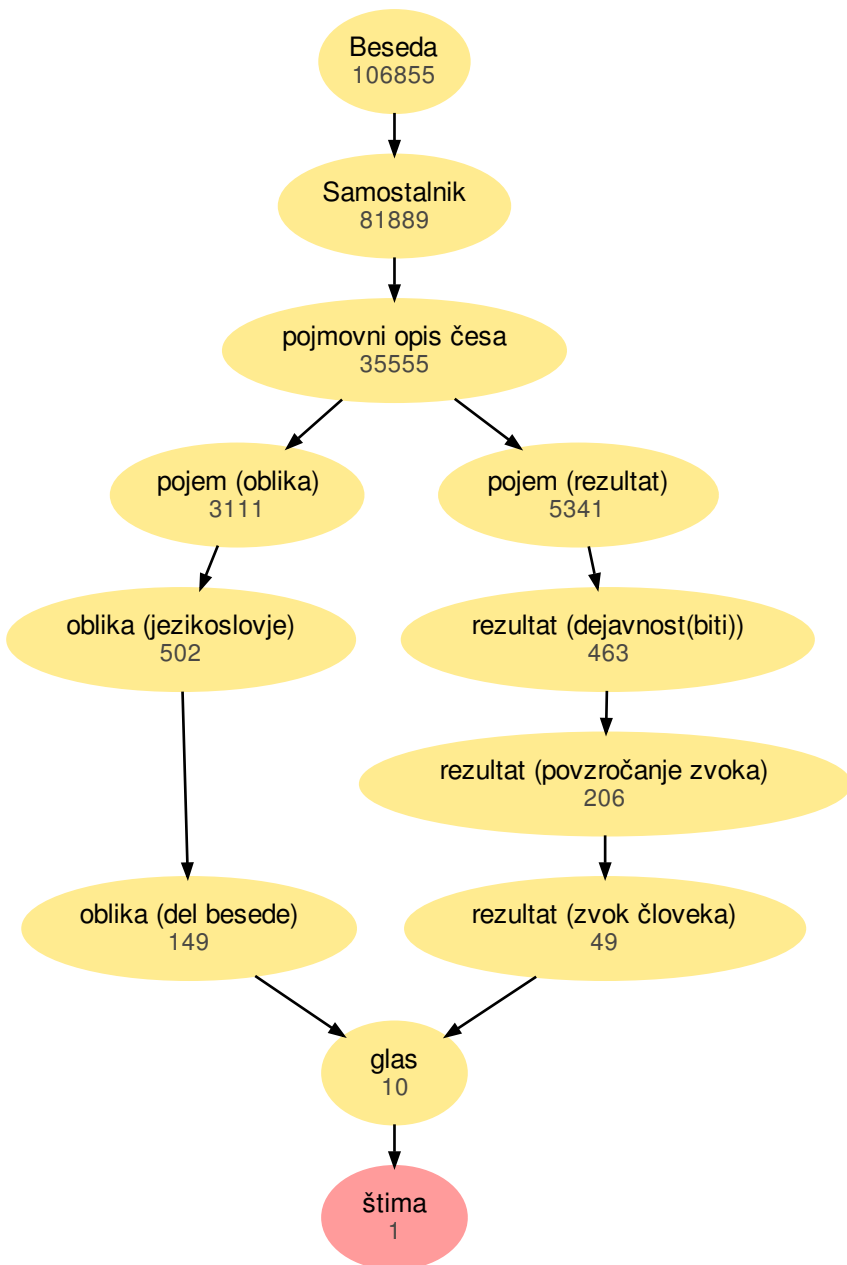 Beseda
106855
Samostalnik
81889
pojmovni opis česa
35555
pojem (oblika)
3111
pojem (rezultat)
5341
oblika (jezikoslovje)
502
rezultat (dejavnost(biti))
463
rezultat (povzročanje zvoka)
206
oblika (del besede)
149
rezultat (zvok človeka)
49
glas
10
štima
1